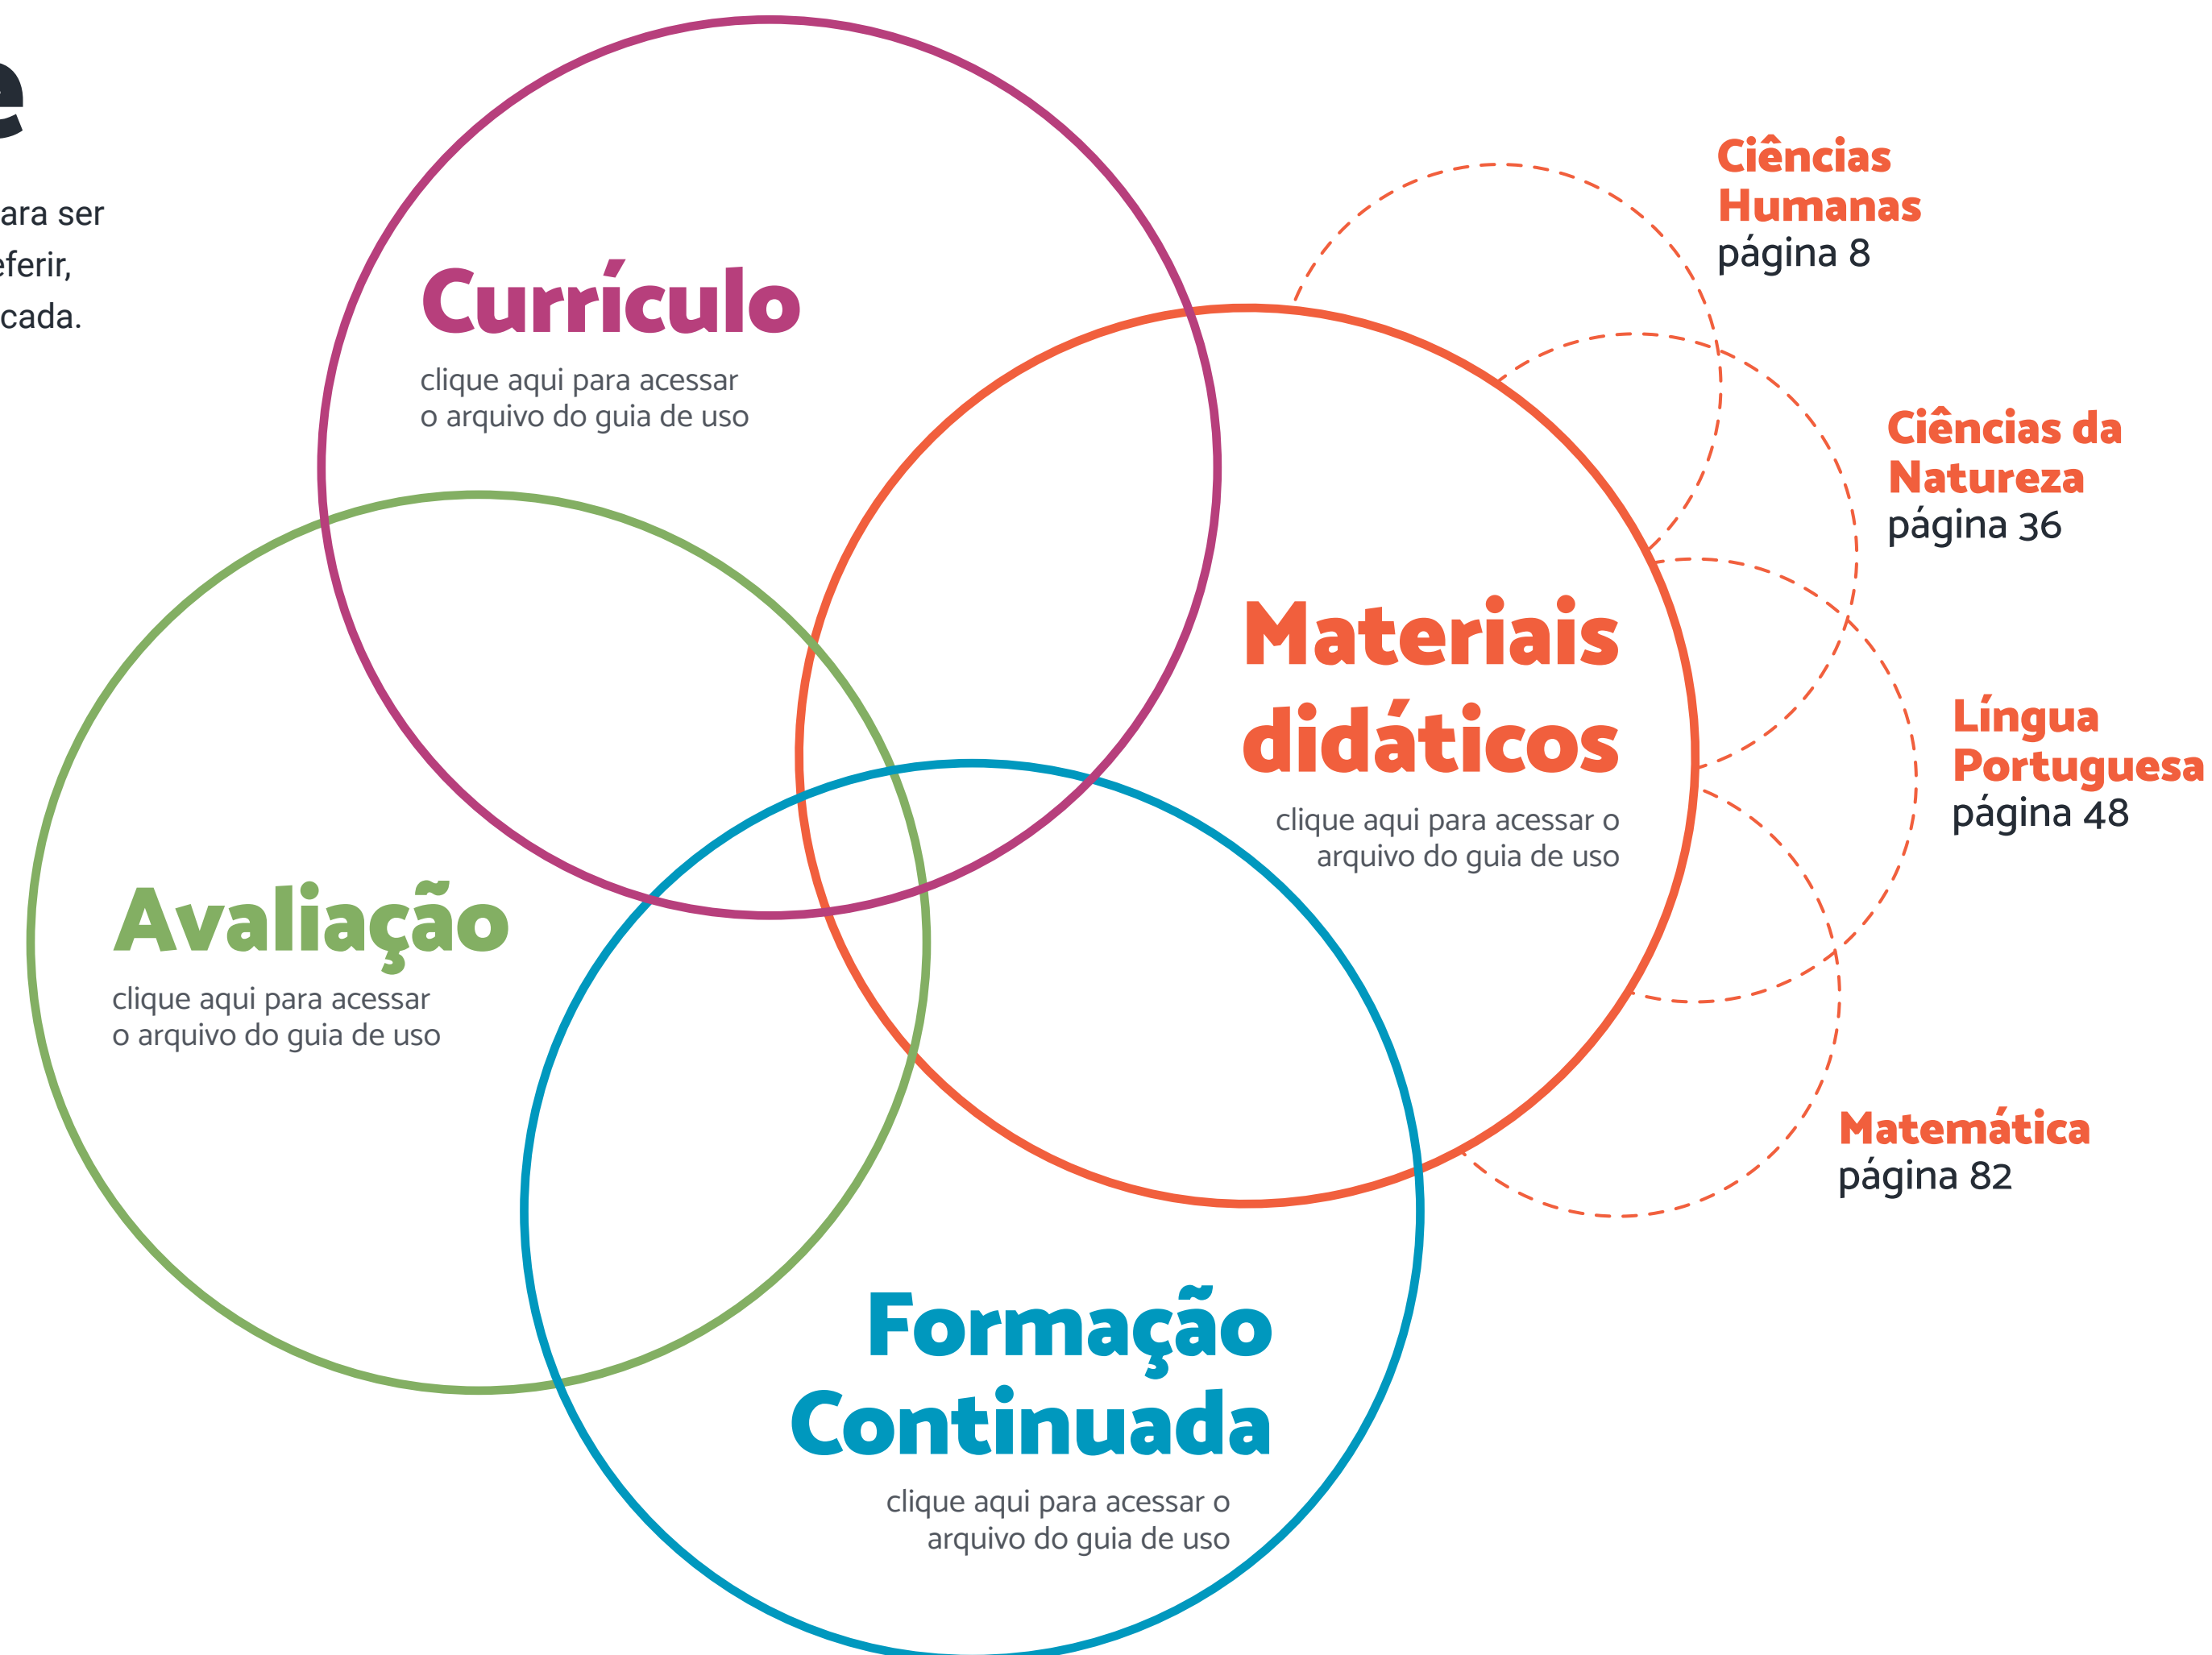 ara ser
cada.
Currículo
clique aqui para acessar
o arquivo do guia de uso
Materiais
didáticos
clique aqui para acessar o
arquivo do guia de uso
Avaliação
clique aqui para acessar
o arquivo do guia de uso
Formação
Continuada
clique aqui para acessar o
arquivo do guia de uso
Ciências
Humanas
página 8
Ciências da
Natureza
página 36
Língua
Portuguesa
página 48
Matemática
página 82